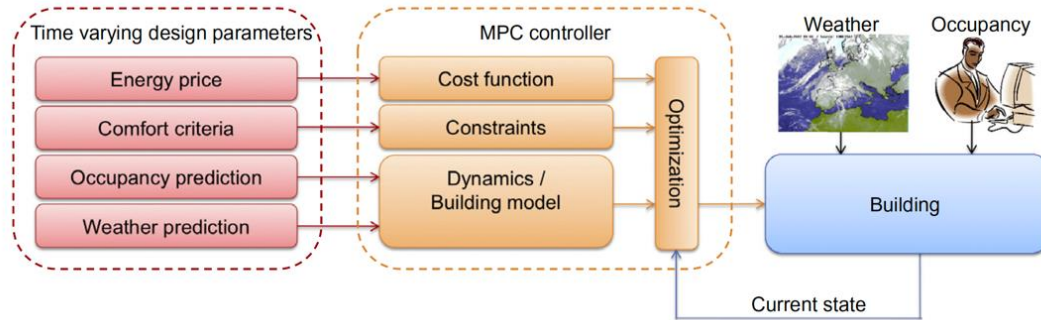 Time varying design parameters
Energy price
Comfort criteria
Occupancy prediction
Weather prediction
MPC controller
Cost function
Constraints
Dynamics /
Building model
Optimization
Weather
Occupancy
Building
Current state